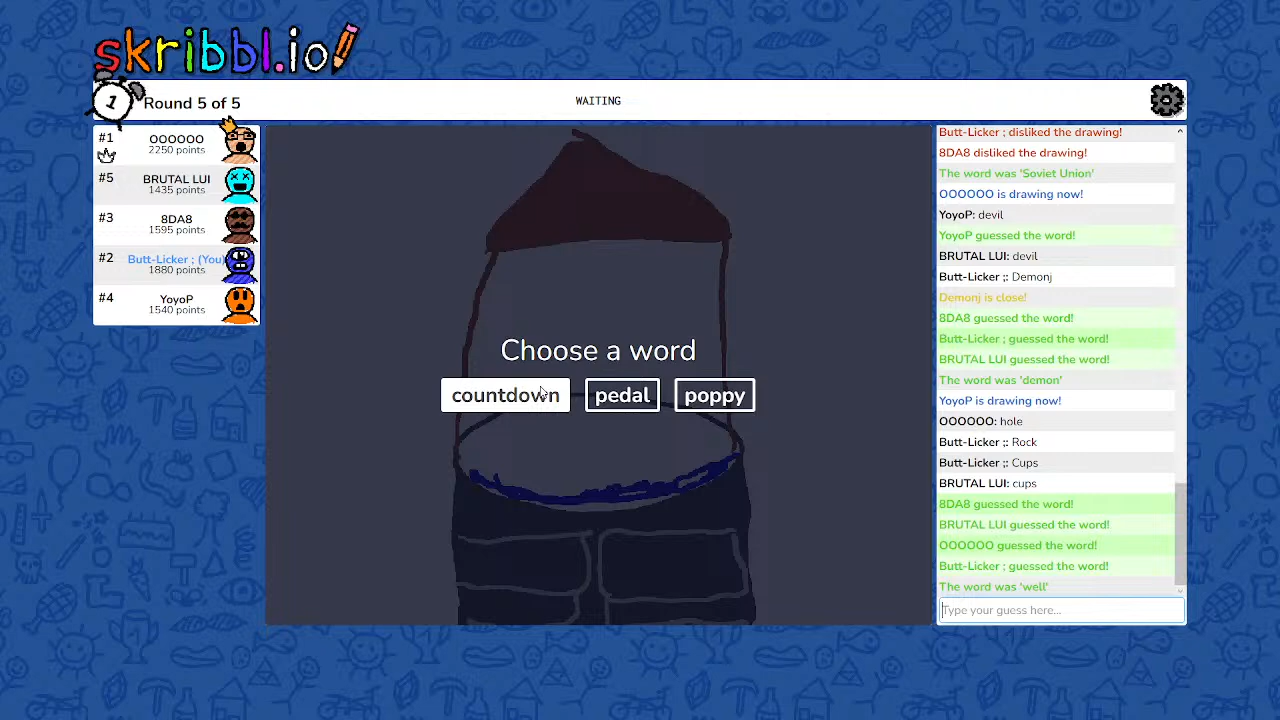 skribbl.io
1
Round 5 of 5
WAITING
#1
OOOOOO
2250 points
#5
BRUTAL LUI
1435 points
#3
8DA8
1595 points
#2
Butt-Licker ; (You)
1880 points
#4
YoyoP
1540 points
Choose a word
countdown
pedal
poppy
Butt-Licker ; disliked the drawing!
8DA8 disliked the drawing!
The word was 'Soviet Union'
OOOOOO is drawing now!
YoyoP: devil
YoyoP guessed the word!
BRUTAL LUI: devil
Butt-Licker ;: Demonj
Demonj is close!
8DA8 guessed the word!
Butt-Licker ; guessed the word!
BRUTAL LUI guessed the word!
The word was 'demon'
YoyoP is drawing now!
OOOOOO: hole
Butt-Licker ;: Rock
Butt-Licker ;: Cups
BRUTAL LUI: cups
8DA8 guessed the word!
BRUTAL LUI guessed the word!
OOOOOO guessed the word!
Butt-Licker ; guessed the word!
The word was 'well'
Type your guess here...